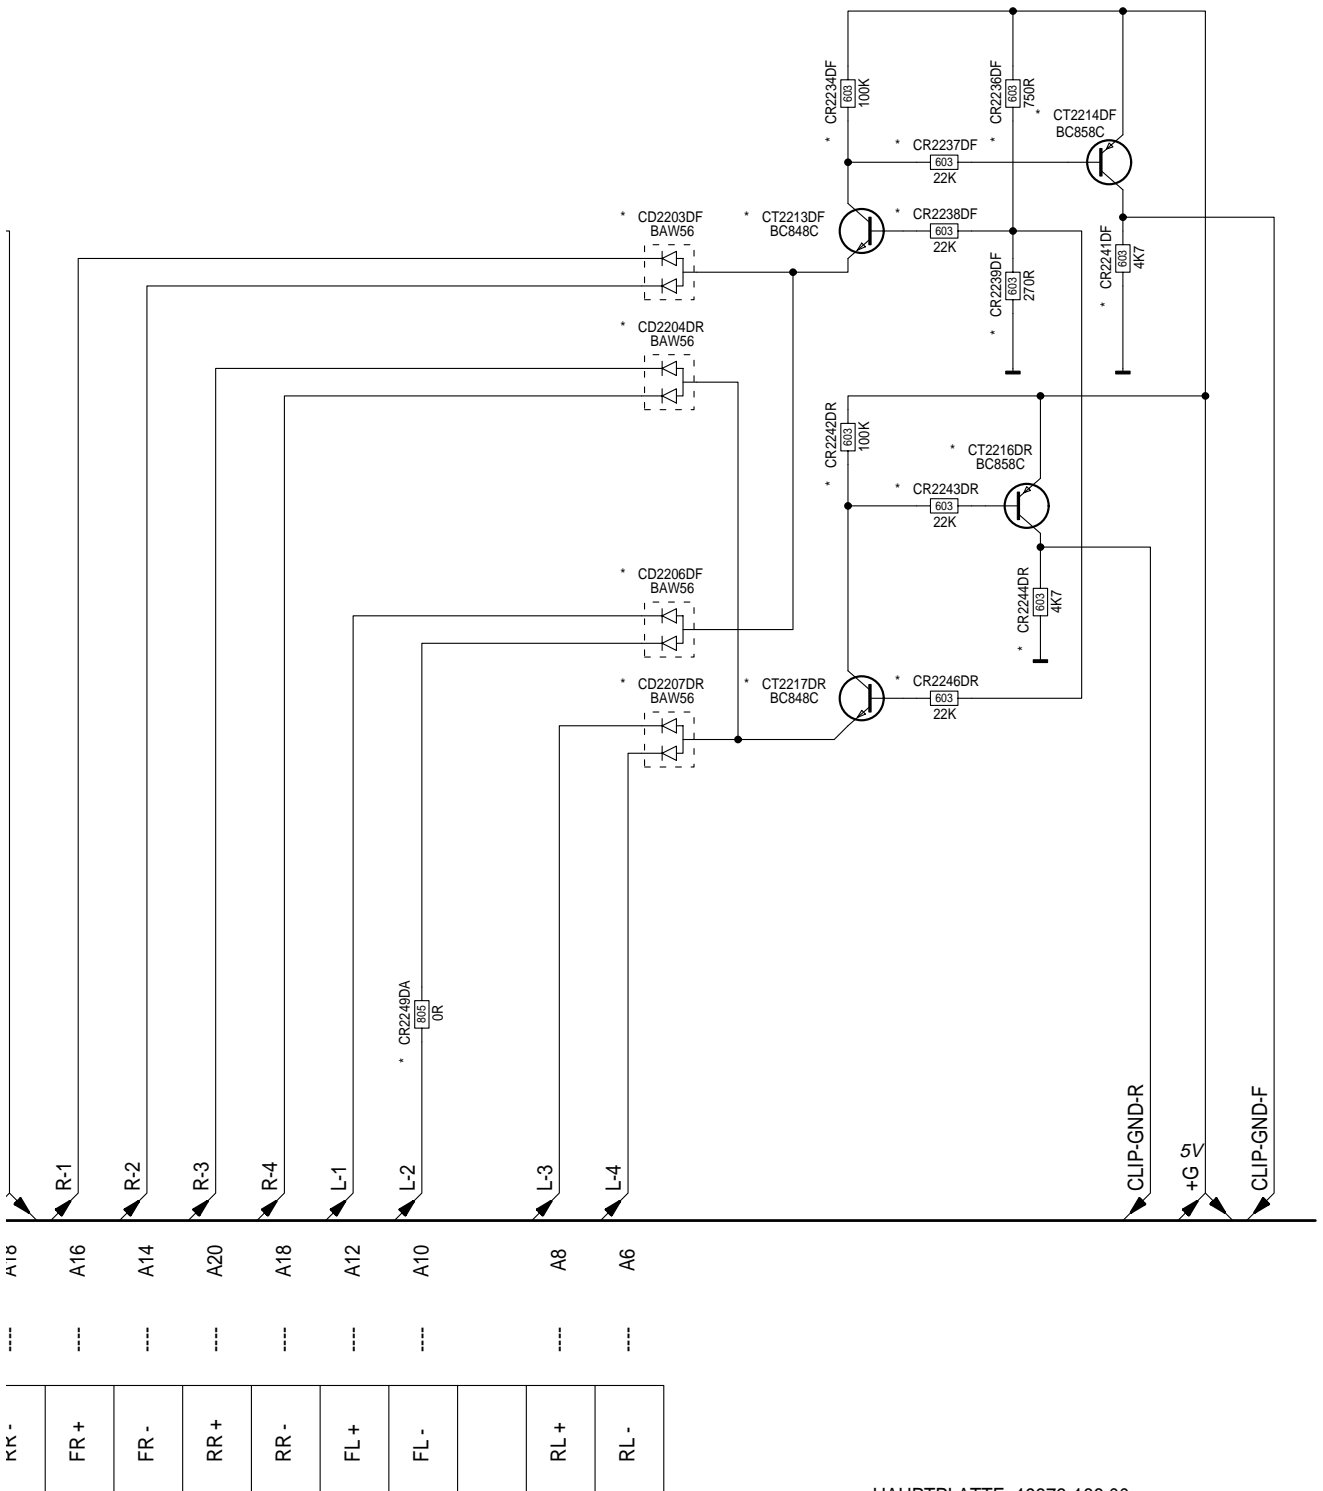 * CR2234DF
603
100K
* CR2236DF
603
750R
* CT2214DF
BC858C
* CR2237DF
603
22K
* CD2203DF
BAW56
* CT2213DF
BC848C
* CR2238DF
603
22K
* CR2239DF
603
270R
* CR2241DF
603
4K7
* CD2204DR
BAW56
* CR2242DR
603
100K
* CT2216DR
BC858C
* CR2243DR
603
22K
* CD2206DF
BAW56
* CR2244DR
603
4K7
* CD2207DR
BAW56
* CT2217DR
BC848C
* CR2246DR
603
22K
* CR2249DA
805
0R
R-1
R-2
R-3
R-4
L-1
L-2
L-3
L-4
CLIP-GND-R
5V
+G
CLIP-GND-F
A18
A16
A14
A20
A18
A12
A10
A8
A6
---- ---- ---- ---- ---- ---- ---- ---- ----
RR -
FR +
FR -
RR +
RR -
FL +
FL -
RL +
RL -
HAUPTPLATTE